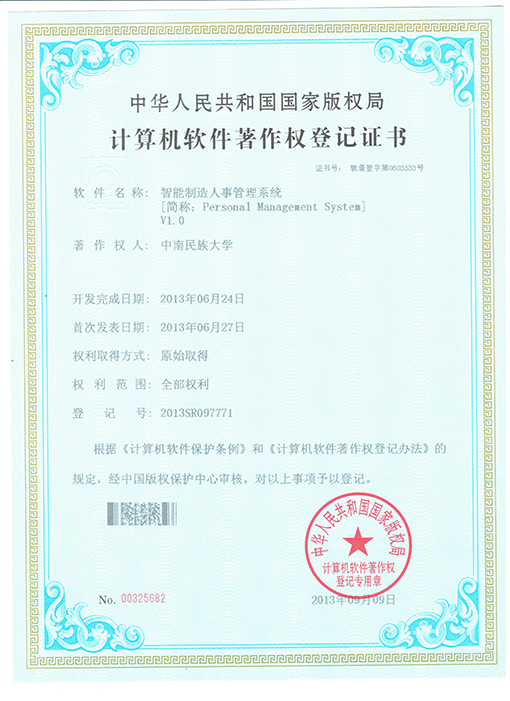 中华人民共和国国家版权局
计算机软件著作权登记证书
证书号： 软著登字第0603533号
软件名称： 智能制造人事管理系统
[简称：Personal Management System]
V1.0
著作权人： 中南民族大学
开发完成日期： 2013年06月24日
首次发表日期： 2013年06月27日
权利取得方式： 原始取得
权利范围： 全部权利
登记号： 2013SR097771
根据《计算机软件保护条例》和《计算机软件著作权登记办法》的
规定，经中国版权保护中心审核，对以上事项予以登记。
中华人民共和国国家版权局
计算机软件著作权
登记专用章
No. 00325682
2013年09月09日